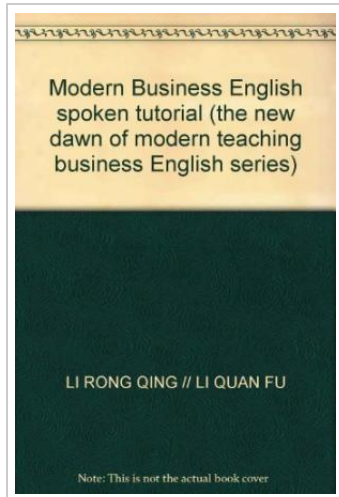 Modern Business English
spoken tutorial (the new
dawn of modern teaching
business English series)
LI RONG QING // LI QUAN FU
Note: This is not the actual book cover